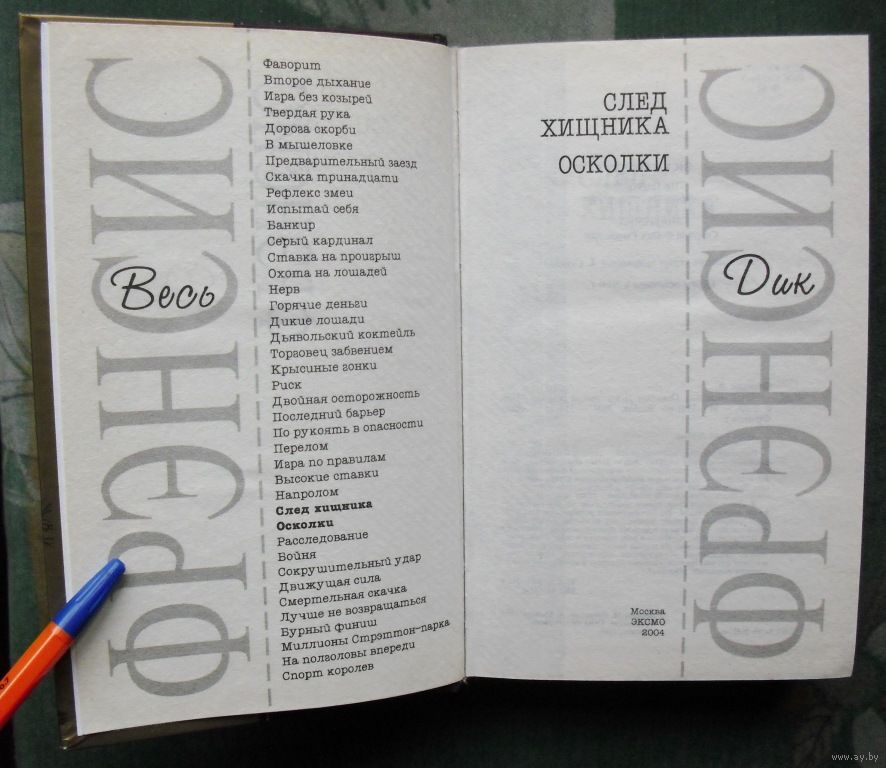 ФРЭНСИС
Весь
Фаворит
Второе дыхание
Игра без козырей
Твердая рука
Дорога скорби
В мышеловке
Предварительный заезд
Скачка тринадцати
Рефлекс змеи
Испытай себя
Банкир
Серый кардинал
Ставка на проигрыш
Охота на лошадей
Нерв
Горячие деньги
Дикие лошади
Дьявольский коктейль
Торговец забвением
Крысиные гонки
Риск
Двойная осторожность
Последний барьер
По рукоять в опасности
Перелом
Игра по правилам
Высокие ставки
Напролом
След хищника
Осколки
Расследование
Бойня
Сокрушительный удар
Движущая сила
Смертельная скачка
Лучше не возвращаться
Бурный финиш
Миллионы Стрэттон-парка
На полголовы впереди
Спорт королев
СЛЕД
ХИЩНИКА
ОСКОЛКИ
Москва
ЭКСМО
2004
ФРЭНСИС
Дик
www.ay.by